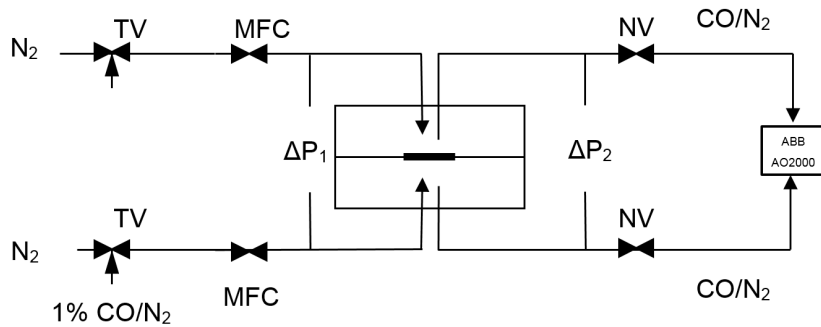 TV
MFC
NV
CO/N₂
N₂
ΔP₁
ΔP₂
ABB
AO2000
TV
NV
N₂
MFC
CO/N₂
1% CO/N₂